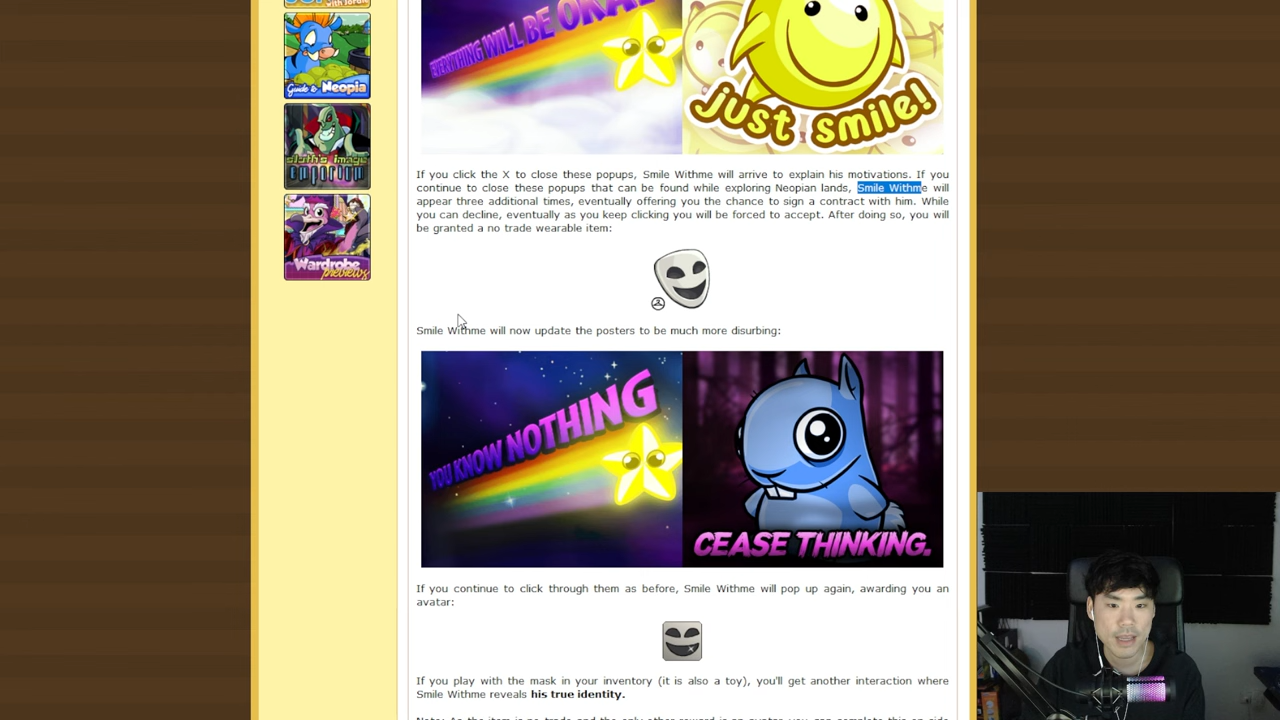 with Jordie
Guide to Neopia
sloth's image
emporium
Wardrobe
previews
EVERYTHING WILL BE OKAY
just smile!
If you click the X to close these popups, Smile Withme will arrive to explain his motivations. If you
continue to close these popups that can be found while exploring Neopian lands, Smile Withme will
appear three additional times, eventually offering you the chance to sign a contract with him. While
you can decline, eventually as you keep clicking you will be forced to accept. After doing so, you will
be granted a no trade wearable item:
Smile Withme will now update the posters to be much more disurbing:
YOU KNOW NOTHING
CEASE THINKING.
If you continue to click through them as before, Smile Withme will pop up again, awarding you an
avatar:
If you play with the mask in your inventory (it is also a toy), you'll get another interaction where
Smile Withme reveals his true identity.